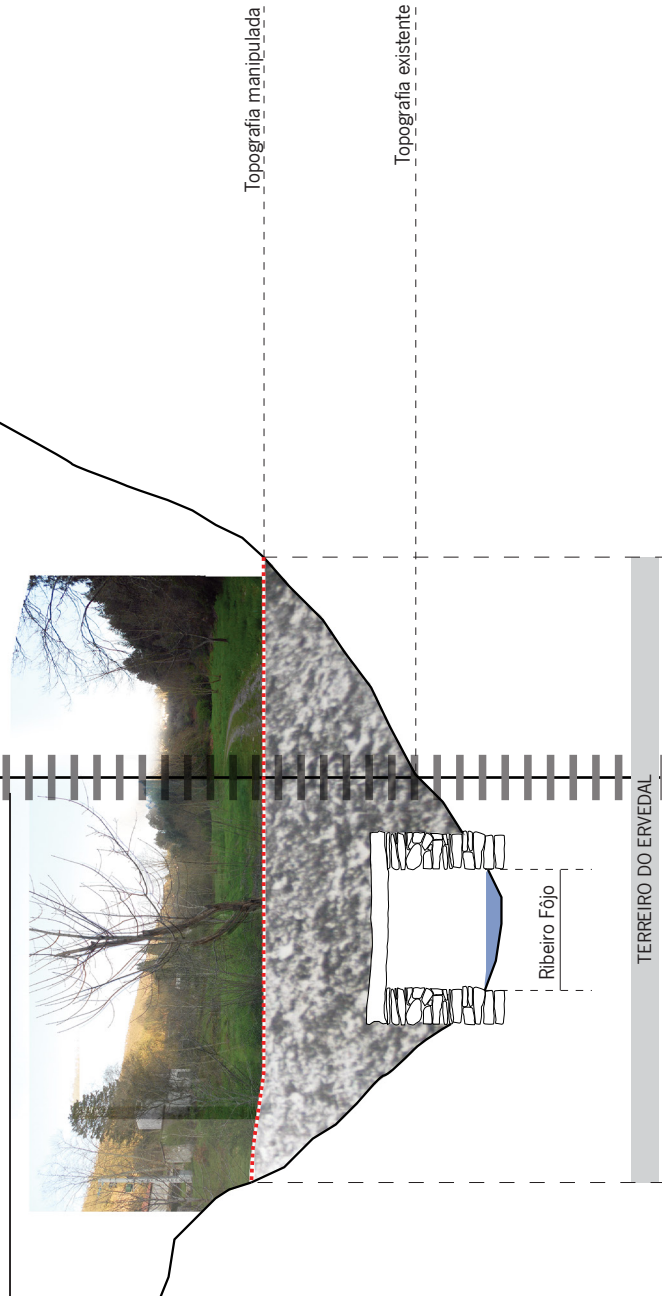 Topografia manipulada
Topografia existente
Ribeiro Fôjo
TERREIRO DO ERVEDAL